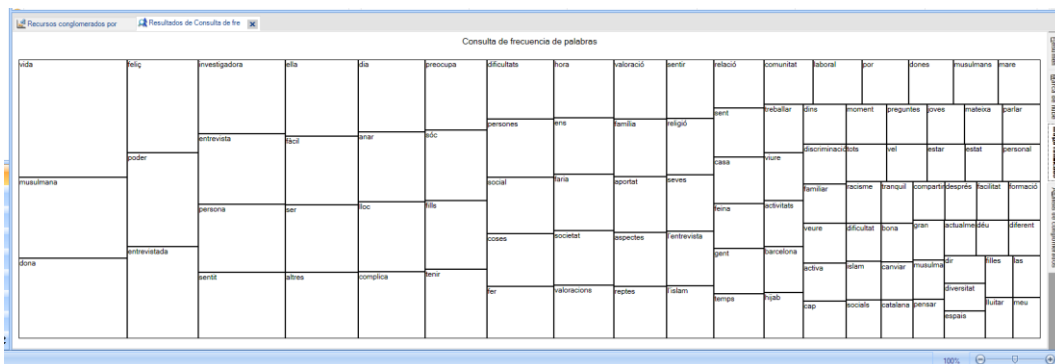 Recursos conglomerados por
Resultados de Consulta de fre
Consulta de frecuencia de palabras
vida
musulmana
dona
feliç
poder
entrevistada
investigadora
entrevista
persona
sentit
ella
fàcil
ser
altres
dia
anar
lloc
complica
preocupa
sóc
fills
tenir
dificultats
persones
social
coses
fer
hora
ens
faria
societat
valoracions
valoració
família
aportat
aspectes
reptes
sentir
religió
seves
l'entrevista
l'islam
relació
sent
casa
feina
gent
temps
comunitat
treballar
viure
activitats
barcelona
hijab
laboral
por
dones
musulmans
mare
dins
moment
preguntes
joves
mateixa
parlar
discriminació
tots
vel
estar
estat
personal
familiar
veure
activa
cap
racisme
tranquil
compartir
després
facilitat
formació
dificultat
bona
gran
actualme
déu
diferent
islam
canviar
musulma
dir
filles
las
diversitat
socials
catalana
pensar
espais
lluitar
meu
100%